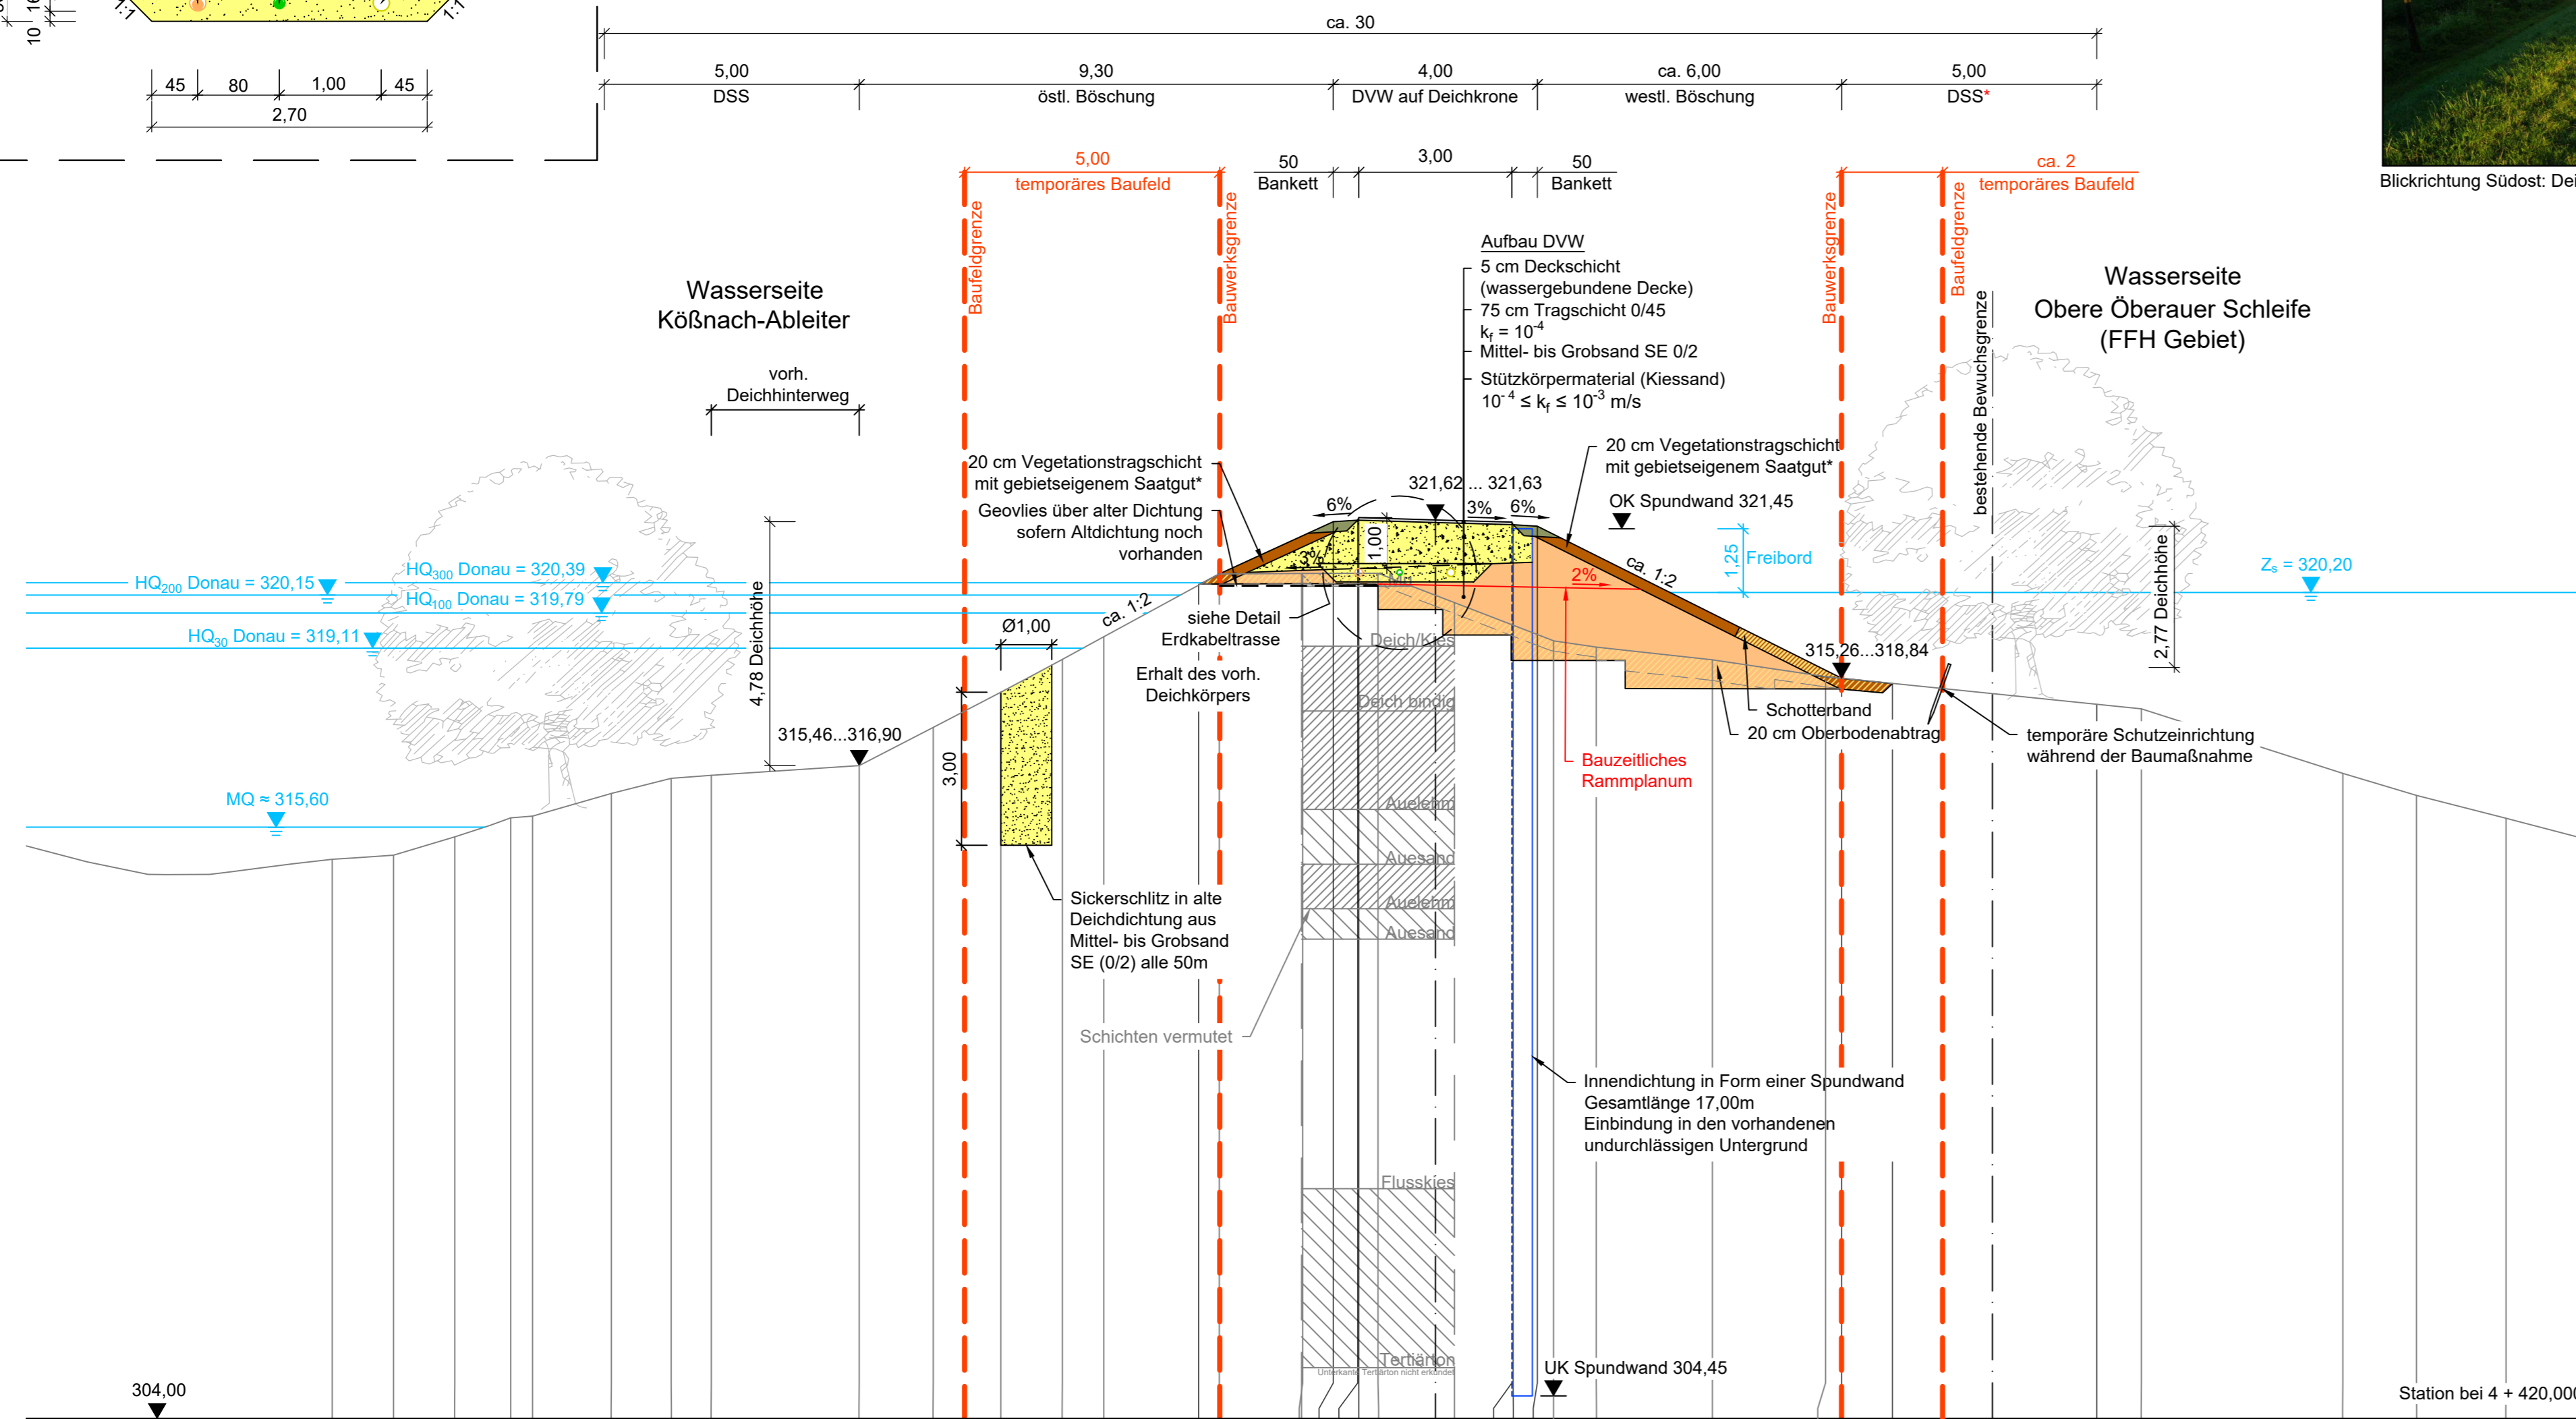 10
1:1
1:1
45
80
1,00
45
2,70
ca. 30
5,00
DSS
9,30
östl. Böschung
4,00
DVW auf Deichkrone
ca. 6,00
westl. Böschung
5,00
DSS*
5,00
temporäres Baufeld
50
Bankett
3,00
50
Bankett
ca. 2
temporäres Baufeld
Blickrichtung Südost:
Baufeldgrenze
Bauwerksgrenze
Bauwerksgrenze
Baufeldgrenze
bestehende Bewuchsgrenze
Wasserseite
Kößnach-Ableiter
Wasserseite
Obere Öberauer Schleife
(FFH Gebiet)
vorh.
Deichhinterweg
Aufbau DVW
5 cm Deckschicht
(wassergebundene Decke)
75 cm Tragschicht 0/45
kf = 10-4
Mittel- bis Grobsand SE 0/2
Stützkörpermaterial (Kiessand)
10-4 ≤ kf ≤ 10-3 m/s
20 cm Vegetationstragschicht
mit gebietseigenem Saatgut*
Geovlies über alter Dichtung
sofern Altdichtung noch
vorhanden
20 cm Vegetationstragschicht
mit gebietseigenem Saatgut*
321,62 ... 321,63
OK Spundwand 321,45
6%
3%
6%
1,00
3%
2%
ca. 1:2
1,25
Freibord
2,77 Deichhöhe
Zs = 320,20
HQ300 Donau = 320,39
HQ200 Donau = 320,15
HQ100 Donau = 319,79
HQ30 Donau = 319,11
4,78 Deichhöhe
ca. 1:2
Ø1,00
siehe Detail
Erdkabeltrasse
Erhalt des vorh.
Deichkörpers
Mu
Deich/Kies
Deich bindig
Auelehm
Auesand
Auelehm
Auesand
Flusskies
Tertiärton
Unterkante Tertiärton nicht erkundet
315,26...318,84
Schotterband
20 cm Oberbodenabtrag
temporäre Schutzeinrichtung
während der Baumaßnahme
Bauzeitliches
Rammplanum
315,46...316,90
3,00
MQ ≈ 315,60
Sickerschlitz in alte
Deichdichtung aus
Mittel- bis Grobsand
SE (0/2) alle 50m
Schichten vermutet
Innendichtung in Form einer Spundwand
Gesamtlänge 17,00m
Einbindung in den vorhandenen
undurchlässigen Untergrund
UK Spundwand 304,45
304,00
Station bei 4 + 420,000